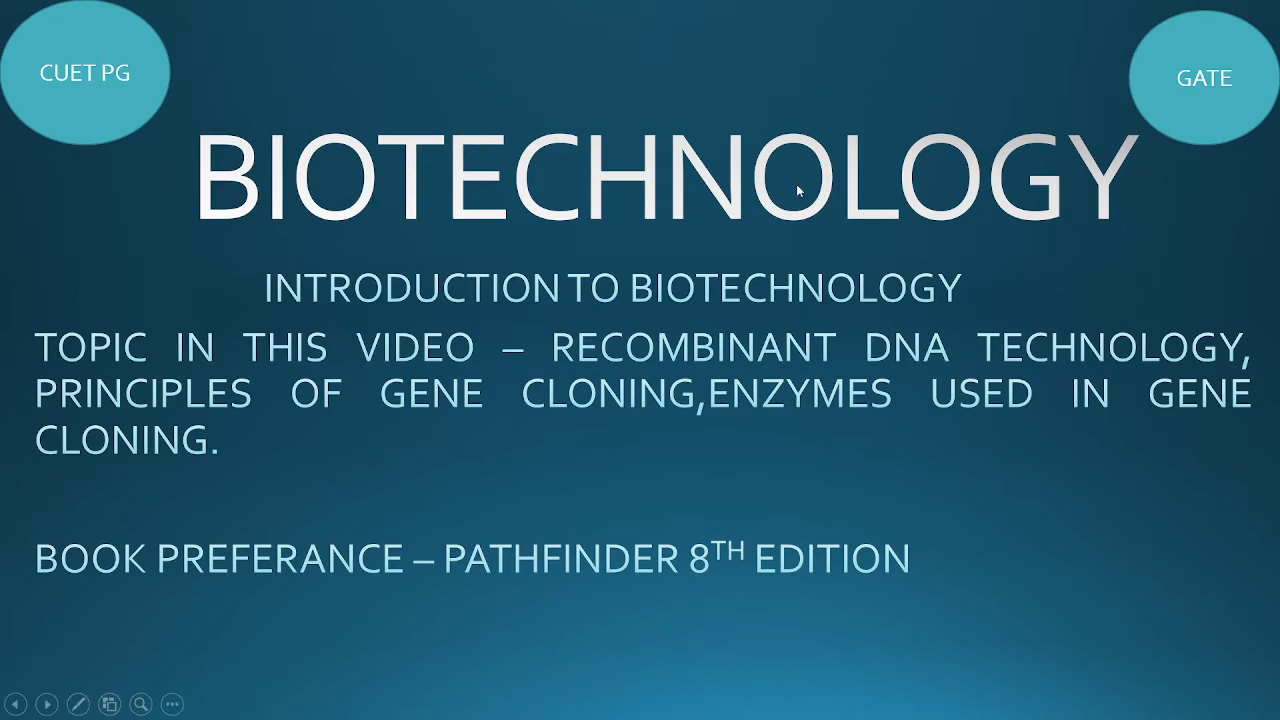 CUET PG
GATE
BIOTECHNOLOGY
INTRODUCTION TO BIOTECHNOLOGY
TOPIC IN THIS VIDEO – RECOMBINANT DNA TECHNOLOGY,
PRINCIPLES OF GENE CLONING,ENZYMES USED IN GENE
CLONING.
BOOK PREFERANCE – PATHFINDER 8TH EDITION